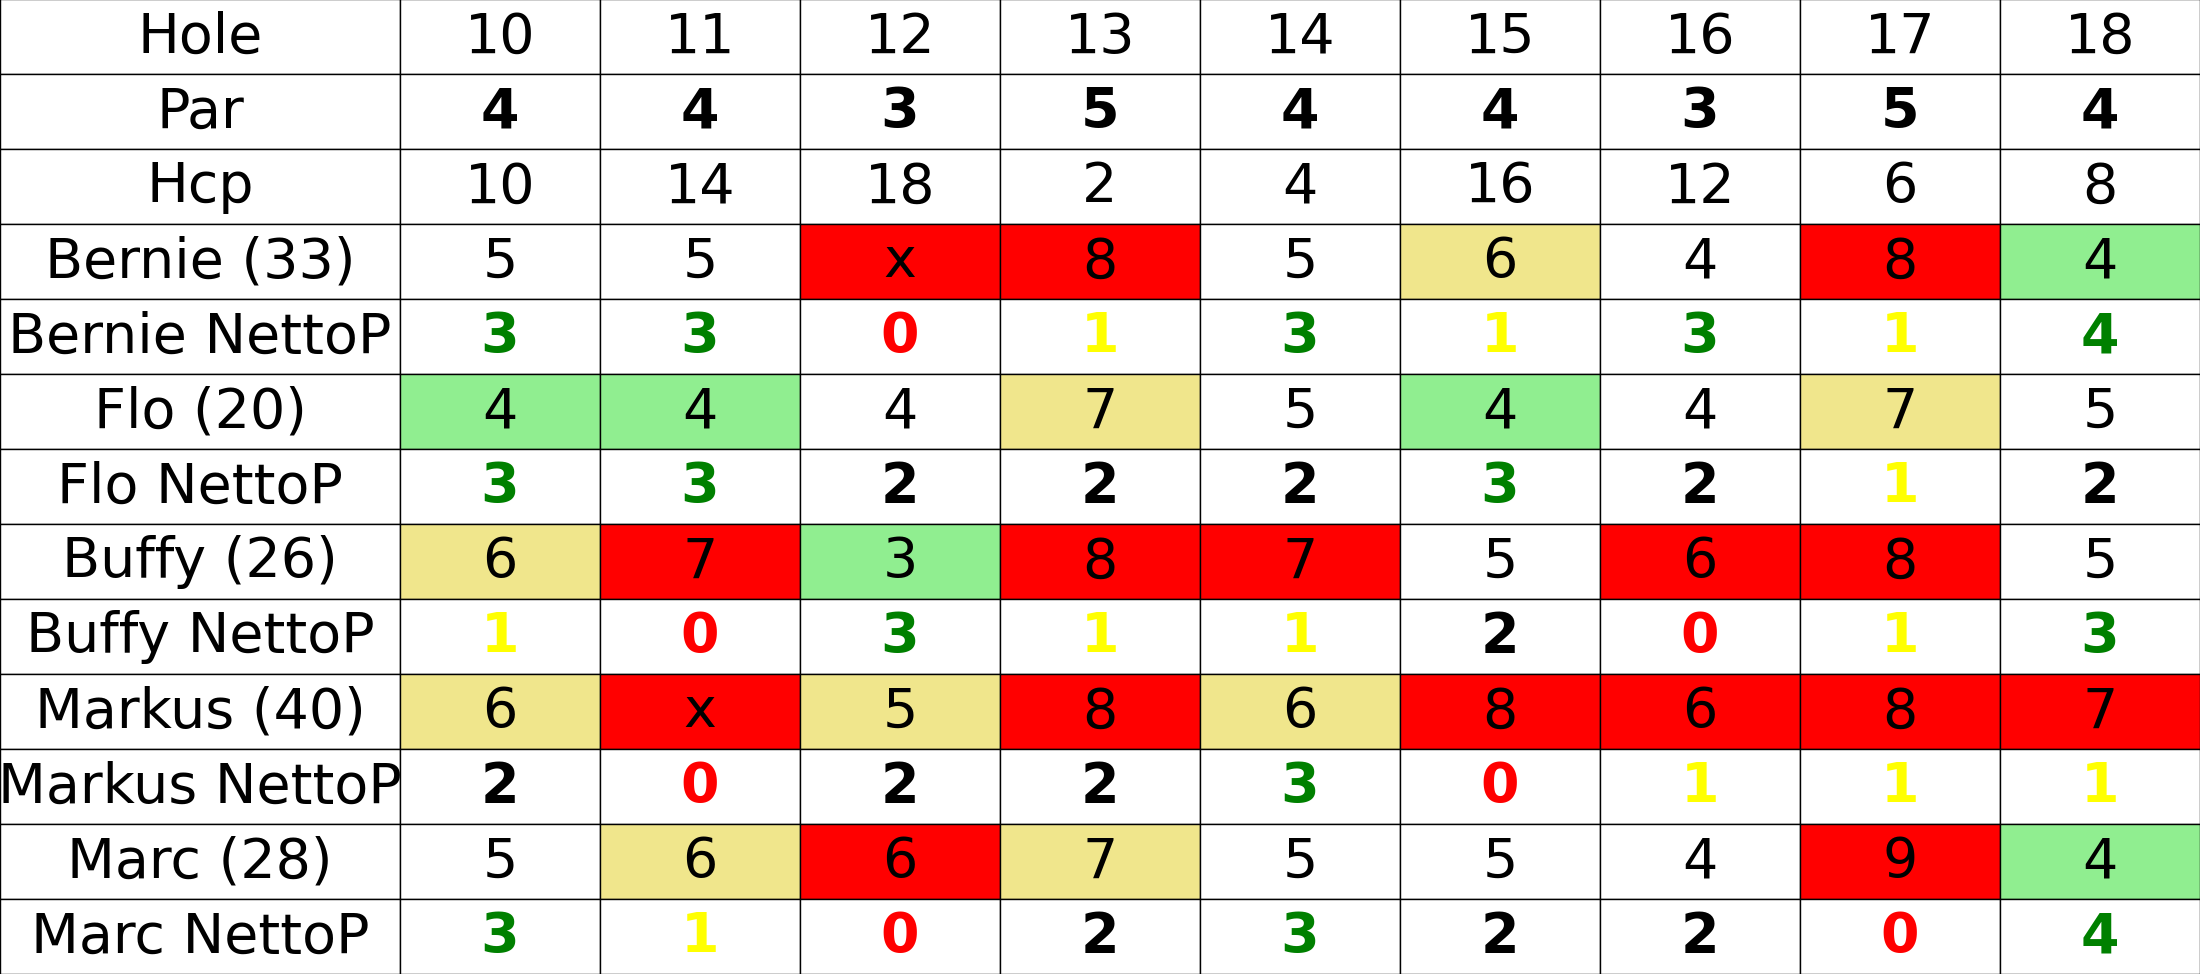 Hole 10 11 12 13 14 15 16 17 18
Par 4 4 3 5 4 4 3 5 4
Hcp 10 14 18 2 4 16 12 6 8
Bernie (33) 5 5 x 8 5 6 4 8 4
Bernie NettoP 3 3 0 1 3 1 3 1 4
Flo (20) 4 4 4 7 5 4 4 7 5
Flo NettoP 3 3 2 2 2 3 2 1 2
Buffy (26) 6 7 3 8 7 5 6 8 5
Buffy NettoP 1 0 3 1 1 2 0 1 3
Markus (40) 6 x 5 8 6 8 6 8 7
Markus NettoP 2 0 2 2 3 0 1 1 1
Marc (28) 5 6 6 7 5 5 4 9 4
Marc NettoP 3 1 0 2 3 2 2 0 4